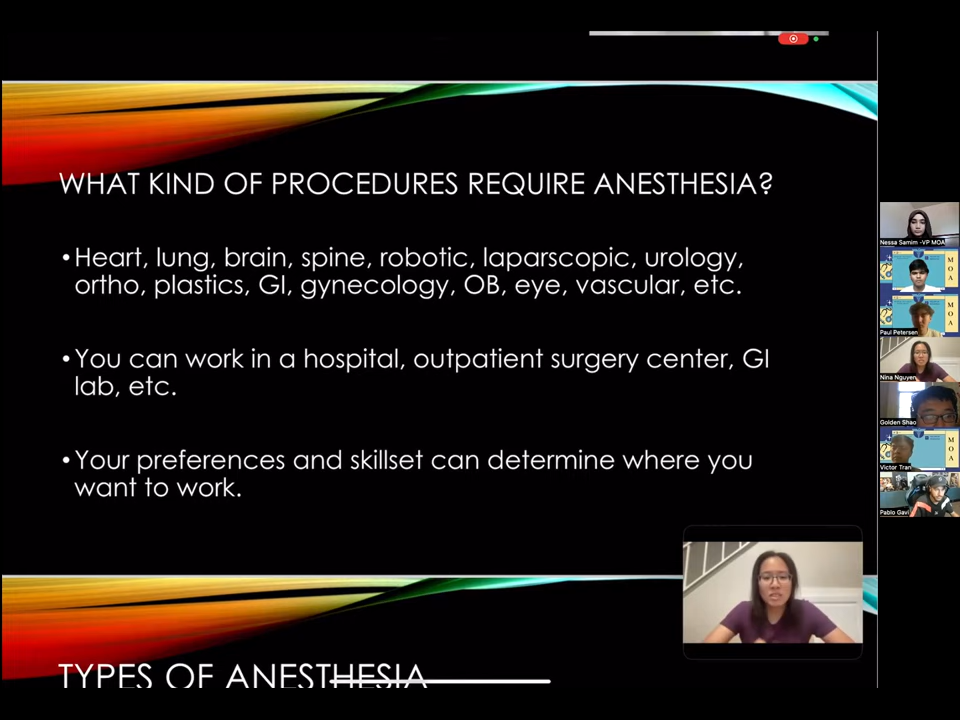 WHAT KIND OF PROCEDURES REQUIRE ANESTHESIA?
• Heart, lung, brain, spine, robotic, laparscopic, urology,
ortho, plastics, GI, gynecology, OB, eye, vascular, etc.
• You can work in a hospital, outpatient surgery center, GI
lab, etc.
• Your preferences and skillset can determine where you
want to work.
TYPES OF ANESTHESIA
Nessa Samim -VP MOA
M
O
A
Paul Petersen
M
O
A
Nina Nguyen
Golden Shao
Victor Tran
M
O
A
Pablo Gavi